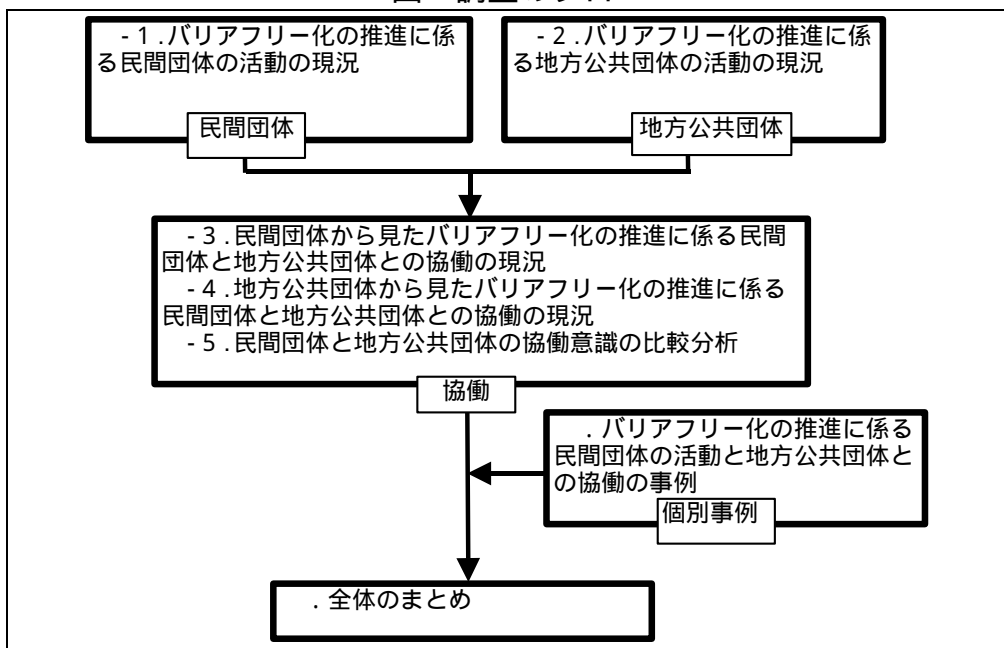 - 1 .バリアフリー化の推進に係
る民間団体の活動の現況
民間団体
- 2 .バリアフリー化の推進に係
る地方公共団体の活動の現況
地方公共団体
- 3 .民間団体から見たバリアフリー化の推進に係る民間
団体と地方公共団体との協働の現況
- 4 .地方公共団体から見たバリアフリー化の推進に係る
民間団体と地方公共団体との協働の現況
- 5 .民間団体と地方公共団体の協働意識の比較分析
協働
. バリアフリー化の推進に係る
民間団体の活動と地方公共団体と
の協働の事例
個別事例
. 全体のまとめ